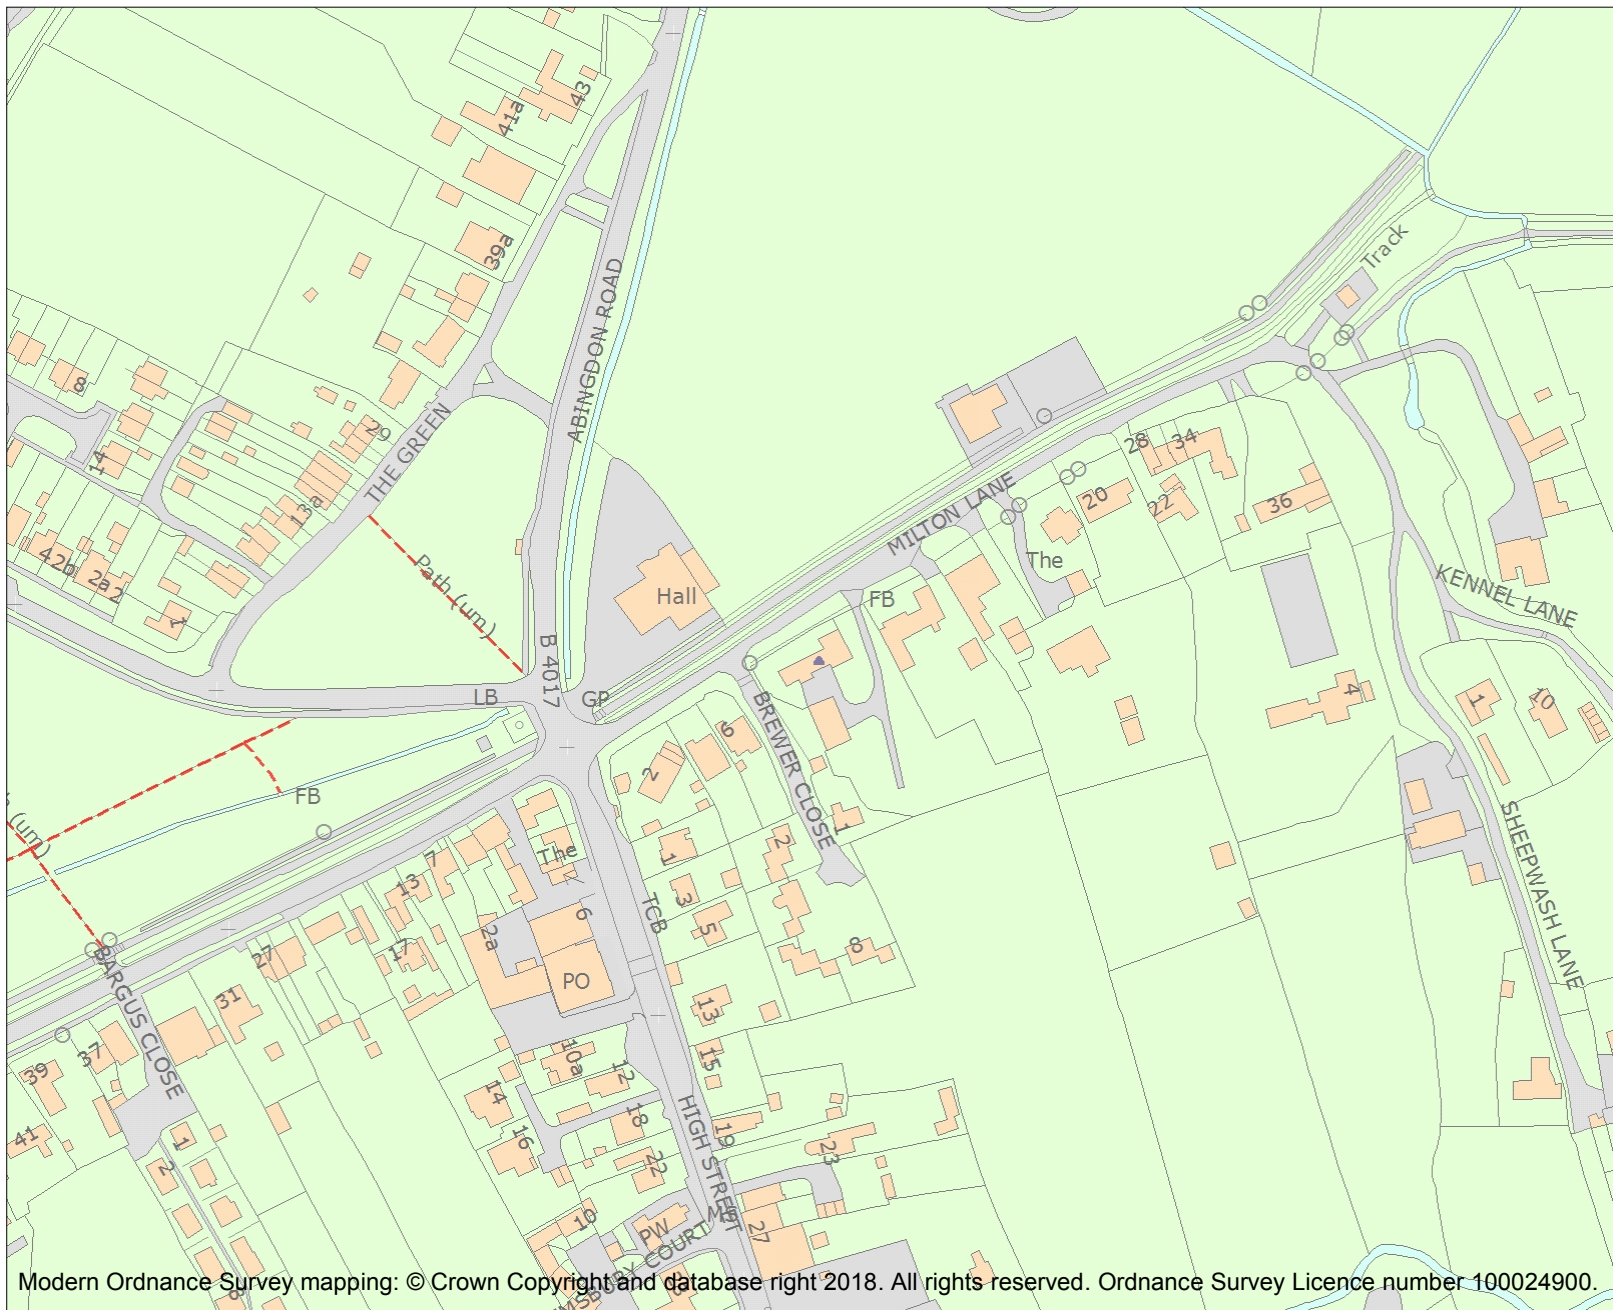 43
41a
39a
Track
ABINGDON ROAD
8
THE GREEN
29
14
13a
28
34
MILTON LANE
20
22
36
42b
2a
2
1
Path (um)
The
Hall
FB
KENNEL LANE
B 4017
LB
GP
BREWER CLOSE
6
2
4
1
10
FB
(um)
SHEEPWASH LANE
1
2
1
The
7
13
3
TCB
6
5
2a
8
17
27
PO
BARGUS CLOSE
31
13
37
39
10a
12
15
14
18
HIGH STREET
19
16
41
1
2
22
23
10
PW
27
COURT
Modern Ordnance Survey mapping: © Crown Copyright and database right 2018. All rights reserved. Ordnance Survey Licence number 100024900.